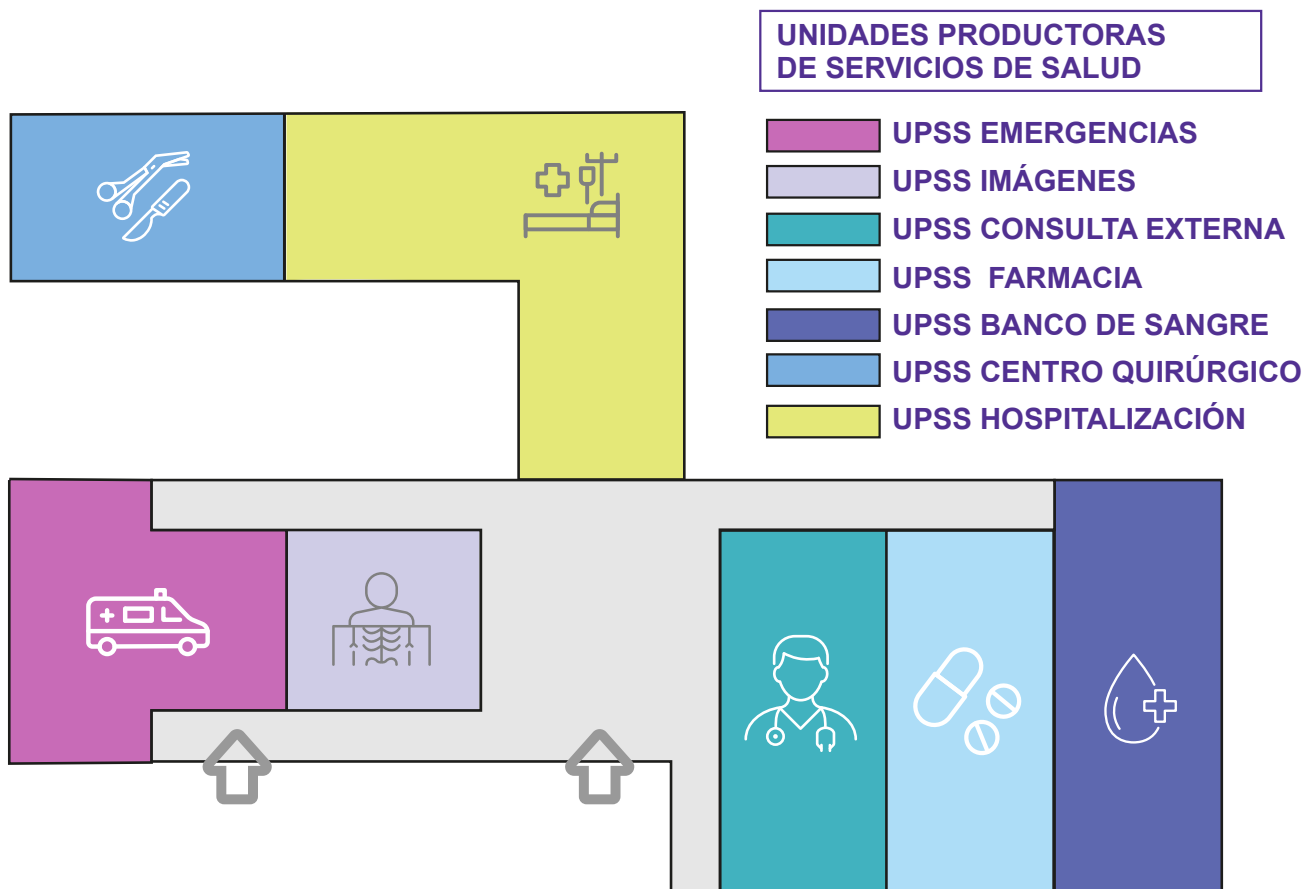 UNIDADES PRODUCTORAS
DE SERVICIOS DE SALUD
UPSS EMERGENCIAS
UPSS IMÁGENES
UPSS CONSULTA EXTERNA
UPSS FARMACIA
UPSS BANCO DE SANGRE
UPSS CENTRO QUIRÚRGICO
UPSS HOSPITALIZACIÓN